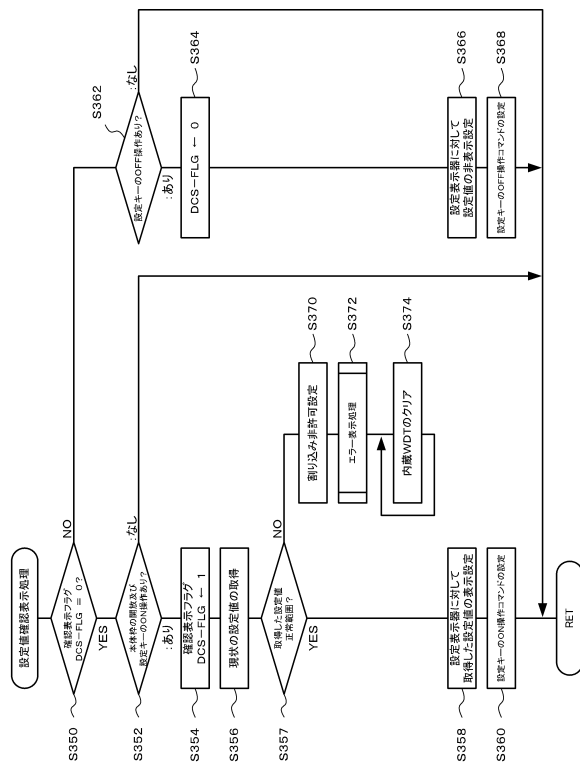 設定値確認表示処理
S350
確認表示フラグ
DCS-FLG = 0?
NO
YES
S352
本体枠の開放及び
設定キーのON操作あり?
:なし
:あり
S354
確認表示フラグ
DCS-FLG ← 1
S356
現状の設定値の取得
S357
取得した設定値
正常範囲?
NO
YES
S358
設定表示器に対して
取得した設定値の表示設定
S360
設定キーのON操作コマンドの設定
RET
S370
割り込み非許可設定
S372
エラー表示処理
S374
内蔵WDTのクリア
S362
設定キーのOFF操作あり?
:なし
:あり
S364
DCS-FLG ← 0
S366
設定表示器に対して
設定値の非表示設定
S368
設定キーのOFF操作コマンドの設定